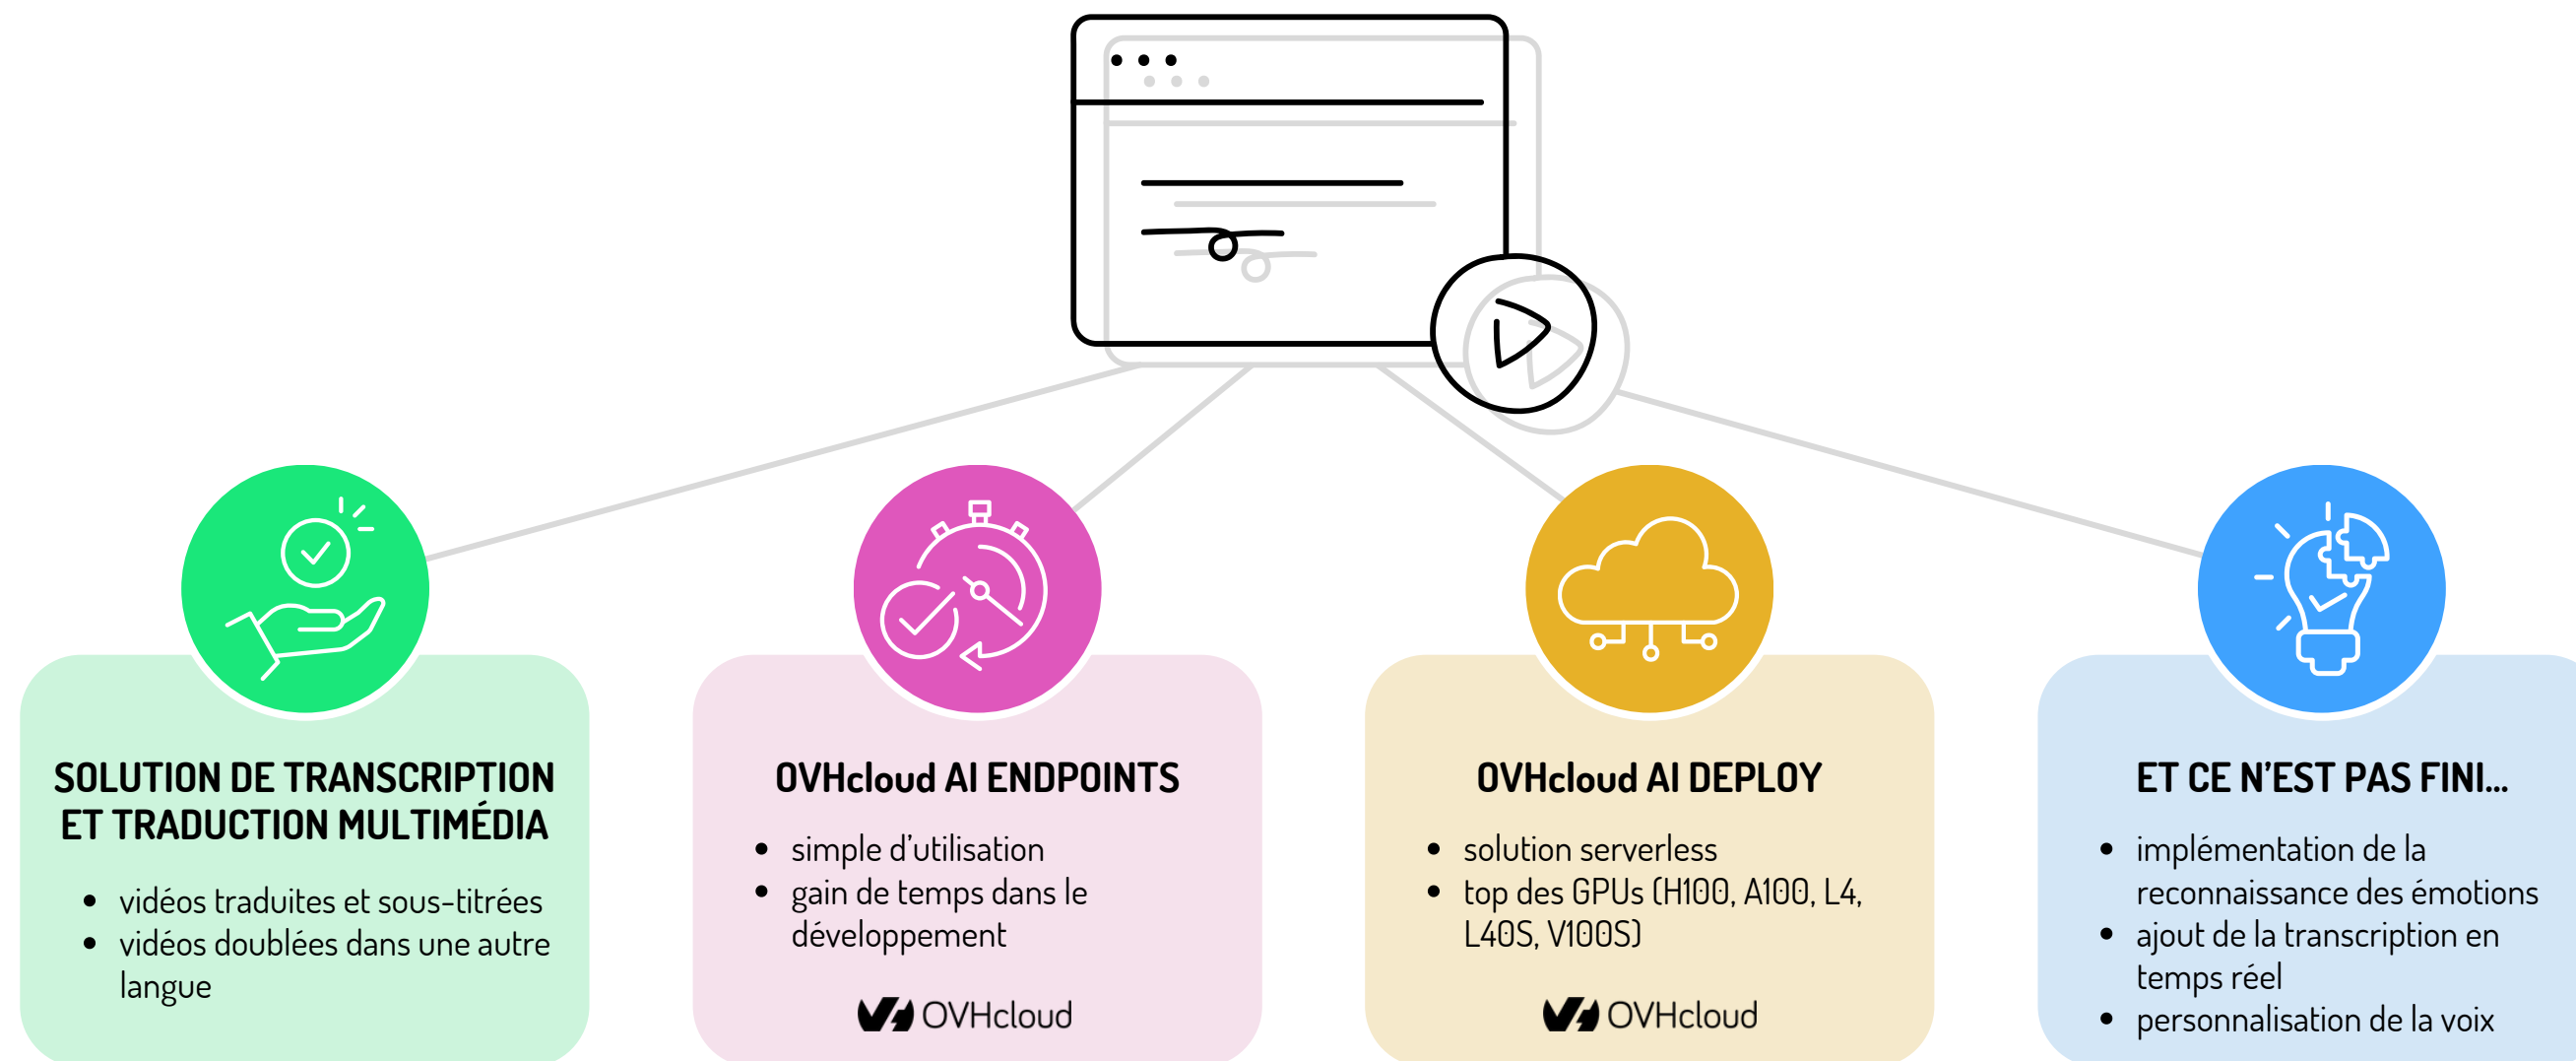 SOLUTION DE TRANSCRIPTION
ET TRADUCTION MULTIMÉDIA
• vidéos traduites et sous-titrées
• vidéos doublées dans une autre
langue
OVHcloud AI ENDPOINTS
• simple d’utilisation
• gain de temps dans le
développement
OVHcloud
OVHcloud AI DEPLOY
• solution serverless
• top des GPUs (H100, A100, L4,
L40S, V100S)
OVHcloud
ET CE N’EST PAS FINI...
• implémentation de la
reconnaissance des émotions
• ajout de la transcription en
temps réel
• personnalisation de la voix